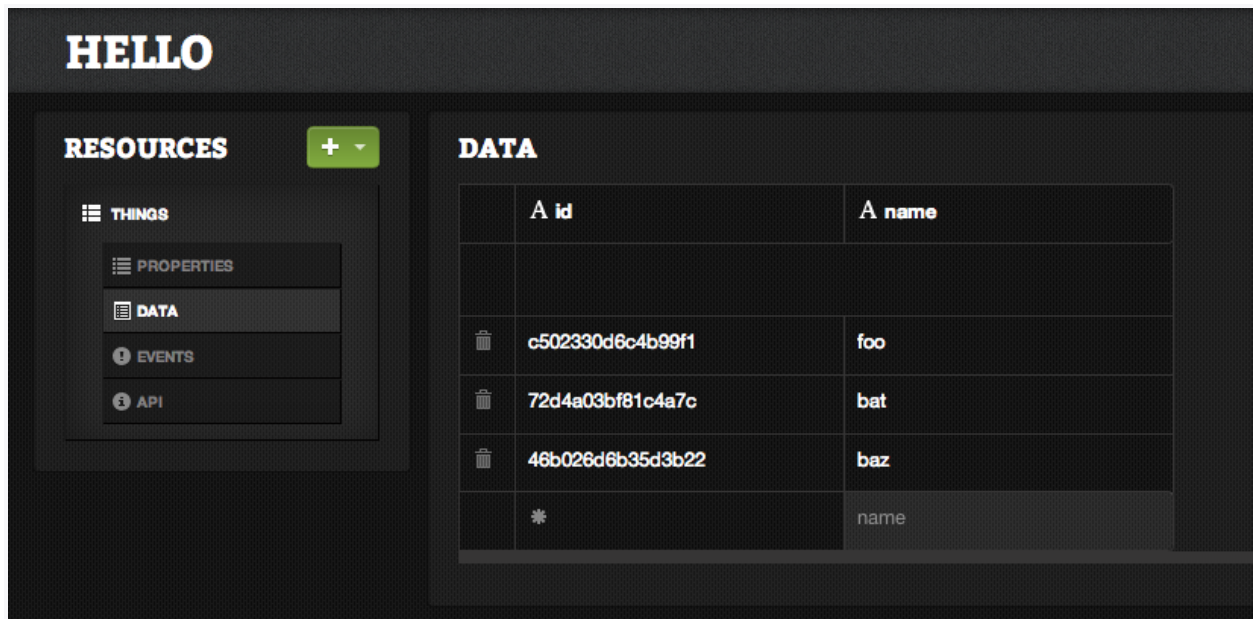 HELLO
RESOURCES
+
THINGS
PROPERTIES
DATA
EVENTS
API
DATA
A id
A name
c502330d6c4b99f1
foo
72d4a03bf81c4a7c
bat
46b026d6b35d3b22
baz
name